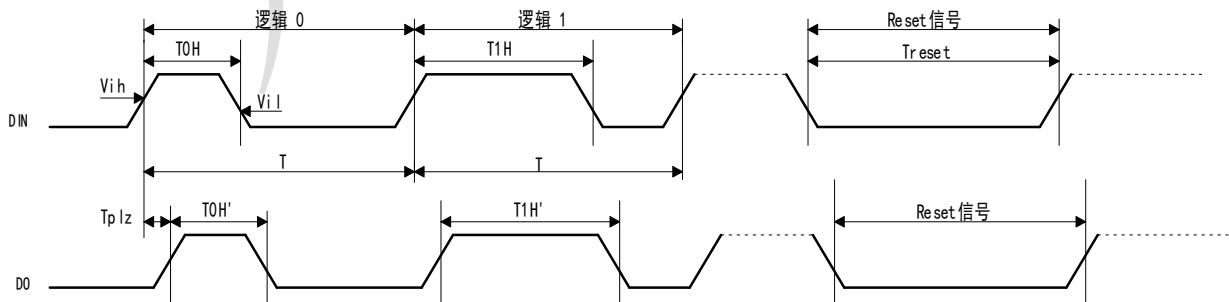 逻辑 0 逻辑 1 Reset信号
T0H T1H Treset
Vih Vil
DIN
T T
Tplz T0H' T1H' Reset信号
DO